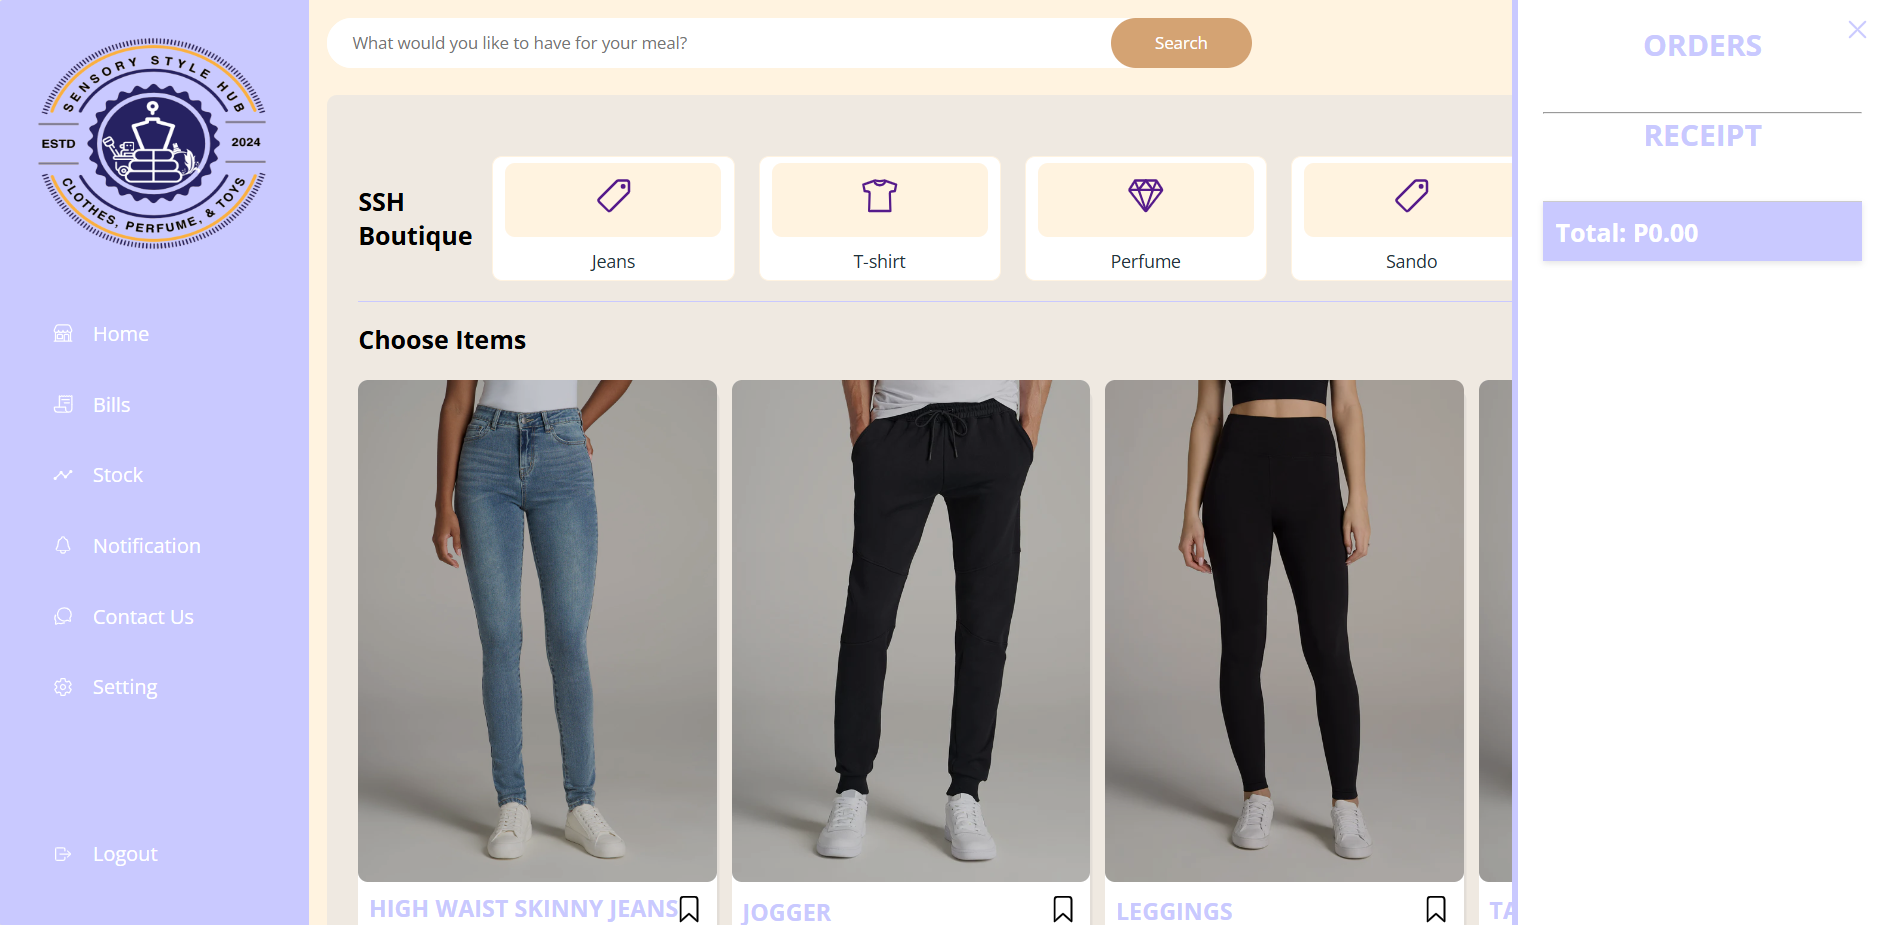 SENSORY STYLE HUB
ESTD
2024
CLOTHES, PERFUME, & TOYS
Home
Bills
Stock
Notification
Contact Us
Setting
Logout
What would you like to have for your meal?
Search
SSH
Boutique
Jeans
T-shirt
Perfume
Sando
Choose Items
HIGH WAIST SKINNY JEANS
JOGGER
LEGGINGS
TA
ORDERS
RECEIPT
Total: P0.00